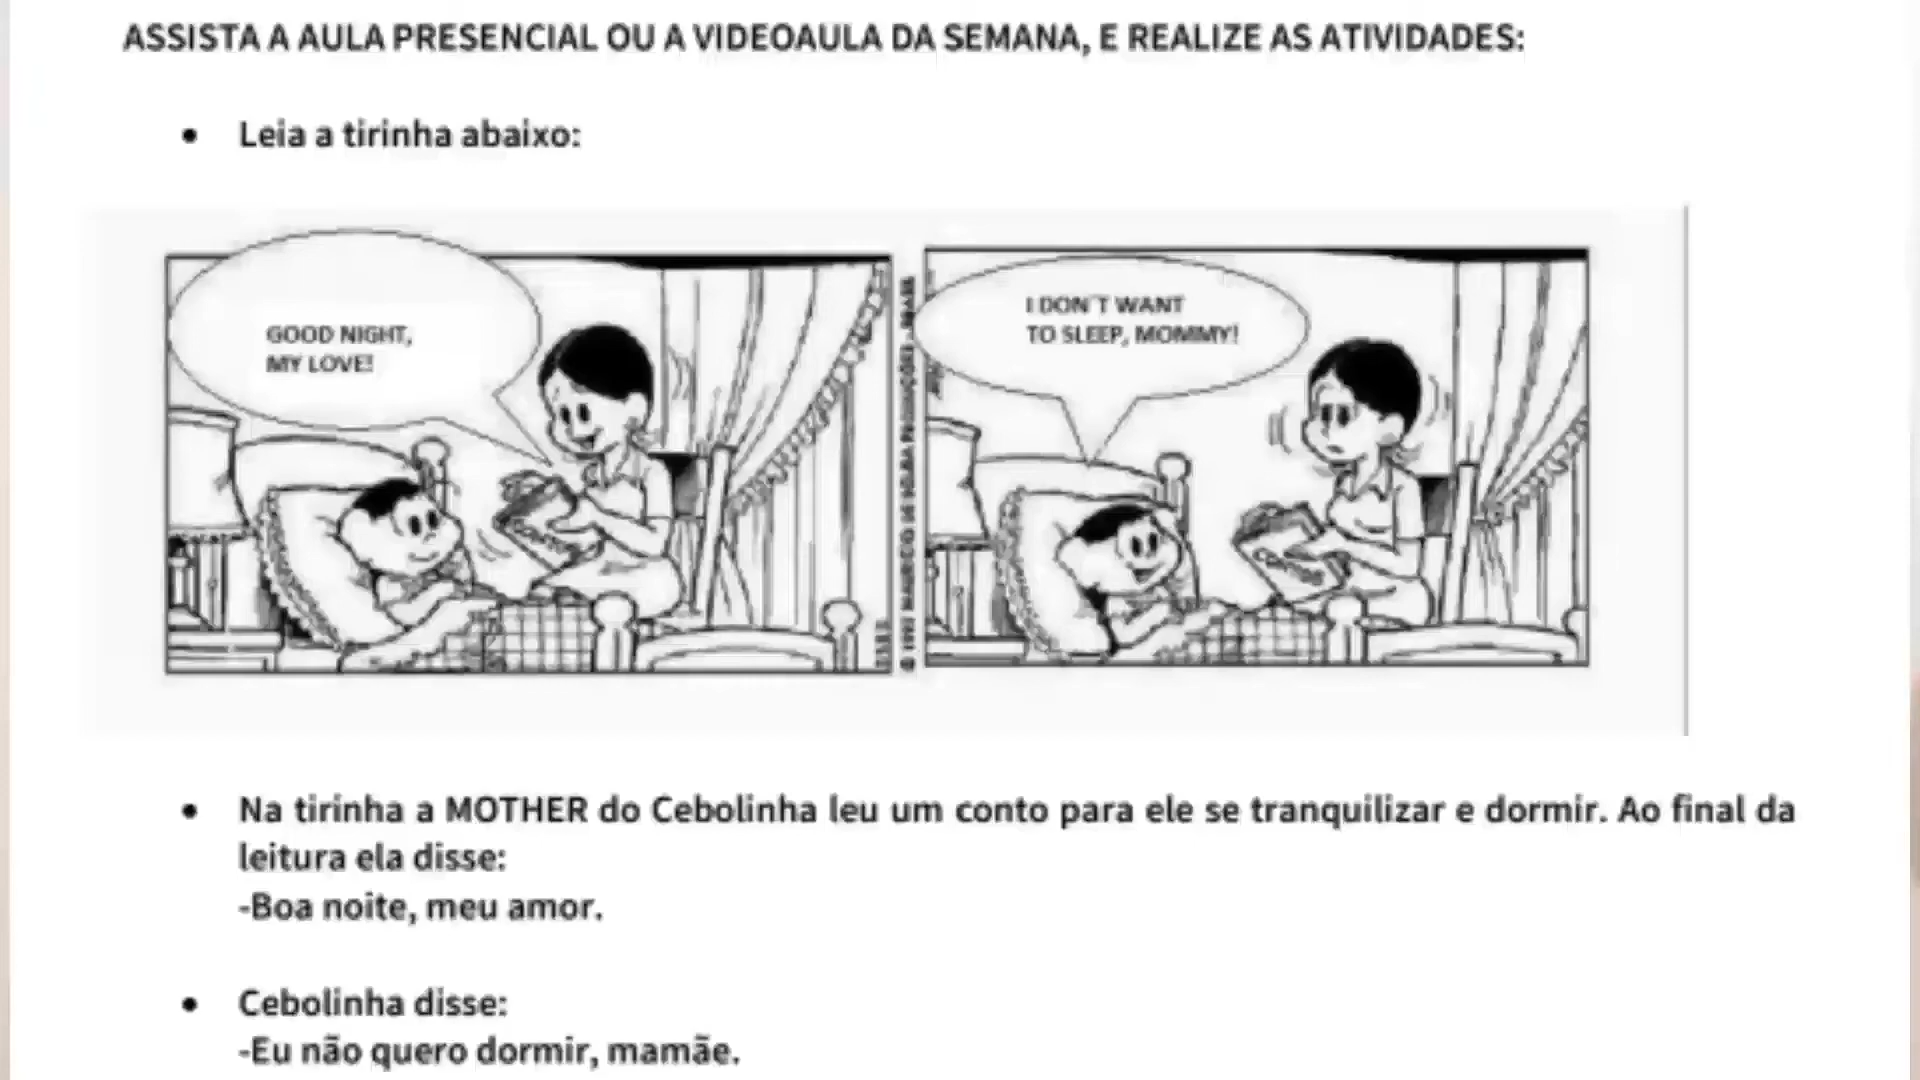 ASSISTA A AULA PRESENCIAL OU A VIDEOAULA DA SEMANA, E REALIZE AS ATIVIDADES:
• Leia a tirinha abaixo:
GOOD NIGHT,
MY LOVE!
I DON'T WANT
TO SLEEP, MOMMY!
• Na tirinha a MOTHER do Cebolinha leu um conto para ele se tranquilizar e dormir. Ao final da
leitura ela disse:
-Boa noite, meu amor.
• Cebolinha disse:
-Eu não quero dormir, mamãe.